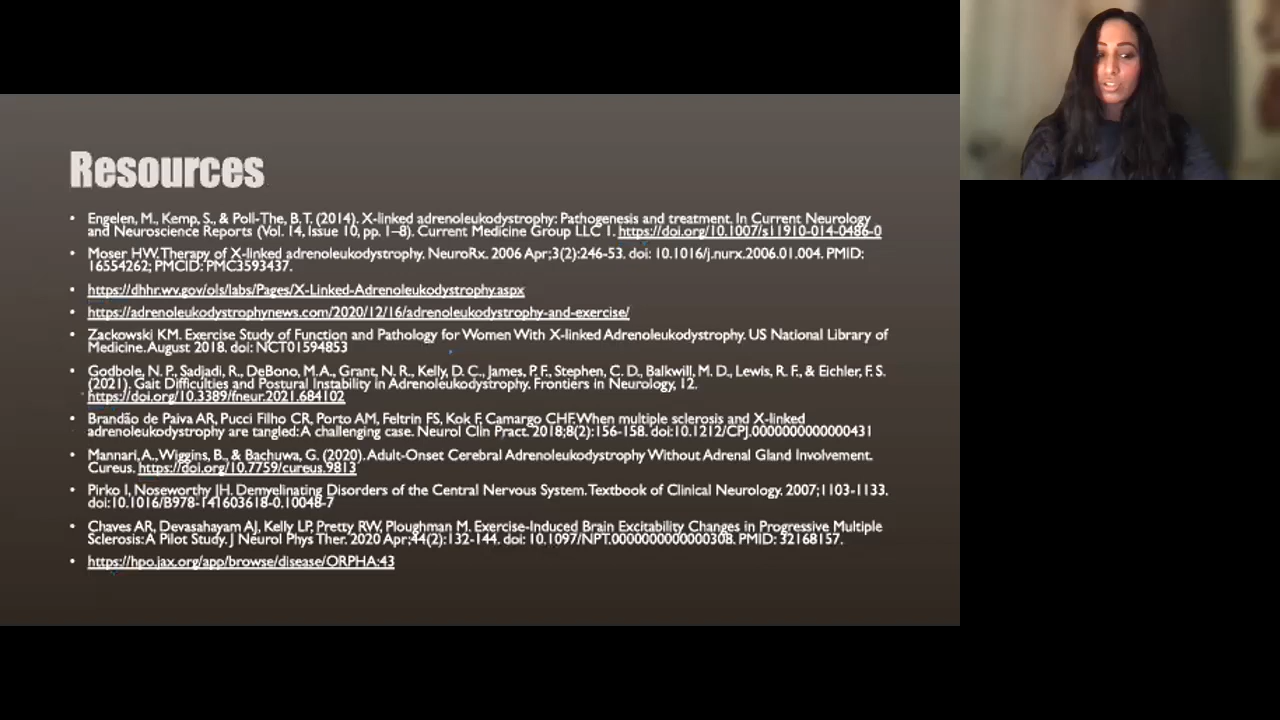 Resources
• Engelen, M., Kemp, S., & Poll-The, B.T. (2014). X-linked adrenoleukodystrophy: Pathogenesis and treatment. In Current Neurology
and Neuroscience Reports (Vol. 14, Issue 10, pp. 1–8). Current Medicine Group LLC 1. https://doi.org/10.1007/s11910-014-0486-0
• Moser HW. Therapy of X-linked adrenoleukodystrophy. NeuroRx. 2006 Apr;3(2):246-53. doi: 10.1016/j.nurx.2006.01.004. PMID:
16554262; PMCID: PMC3593437.
• https://dhhr.wv.gov/ols/labs/Pages/X-Linked-Adrenoleukodystrophy.aspx
• https://adrenoleukodystrophynews.com/2020/12/16/adrenoleukodystrophy-and-exercise/
• Zackowski KM. Exercise Study of Function and Pathology for Women With X-linked Adrenoleukodystrophy. US National Library of
Medicine. August 2018. doi: NCT01594853
• Godbole, N. P., Sadjadi, R., DeBono, M.A., Grant, N. R., Kelly, D. C., James, P. F., Stephen, C. D., Balkwill, M. D., Lewis, R. F., & Eichler, F. S.
(2021). Gait Difficulties and Postural Instability in Adrenoleukodystrophy. Frontiers in Neurology, 12.
https://doi.org/10.3389/fneur.2021.684102
• Brandão de Paiva AR, Pucci Filho CR, Porto AM, Feltrin FS, Kok F, Camargo CHF. When multiple sclerosis and X-linked
adrenoleukodystrophy are tangled: A challenging case. Neurol Clin Pract. 2018;8(2):156-158. doi:10.1212/CPJ.0000000000000431
• Mannari, A., Wiggins, B., & Bachuwa, G. (2020). Adult-Onset Cerebral Adrenoleukodystrophy Without Adrenal Gland Involvement.
Cureus. https://doi.org/10.7759/cureus.9813
• Pirko I, Noseworthy JH. Demyelinating Disorders of the Central Nervous System. Textbook of Clinical Neurology. 2007;1103-1133.
doi:10.1016/B978-141603618-0.10048-7
• Chaves AR, Devasahayam AJ, Kelly LP, Pretty RW, Ploughman M. Exercise-Induced Brain Excitability Changes in Progressive Multiple
Sclerosis: A Pilot Study. J Neurol Phys Ther. 2020 Apr;44(2):132-144. doi: 10.1097/NPT.0000000000000308. PMID: 32168157.
• https://hpo.jax.org/app/browse/disease/ORPHA:43